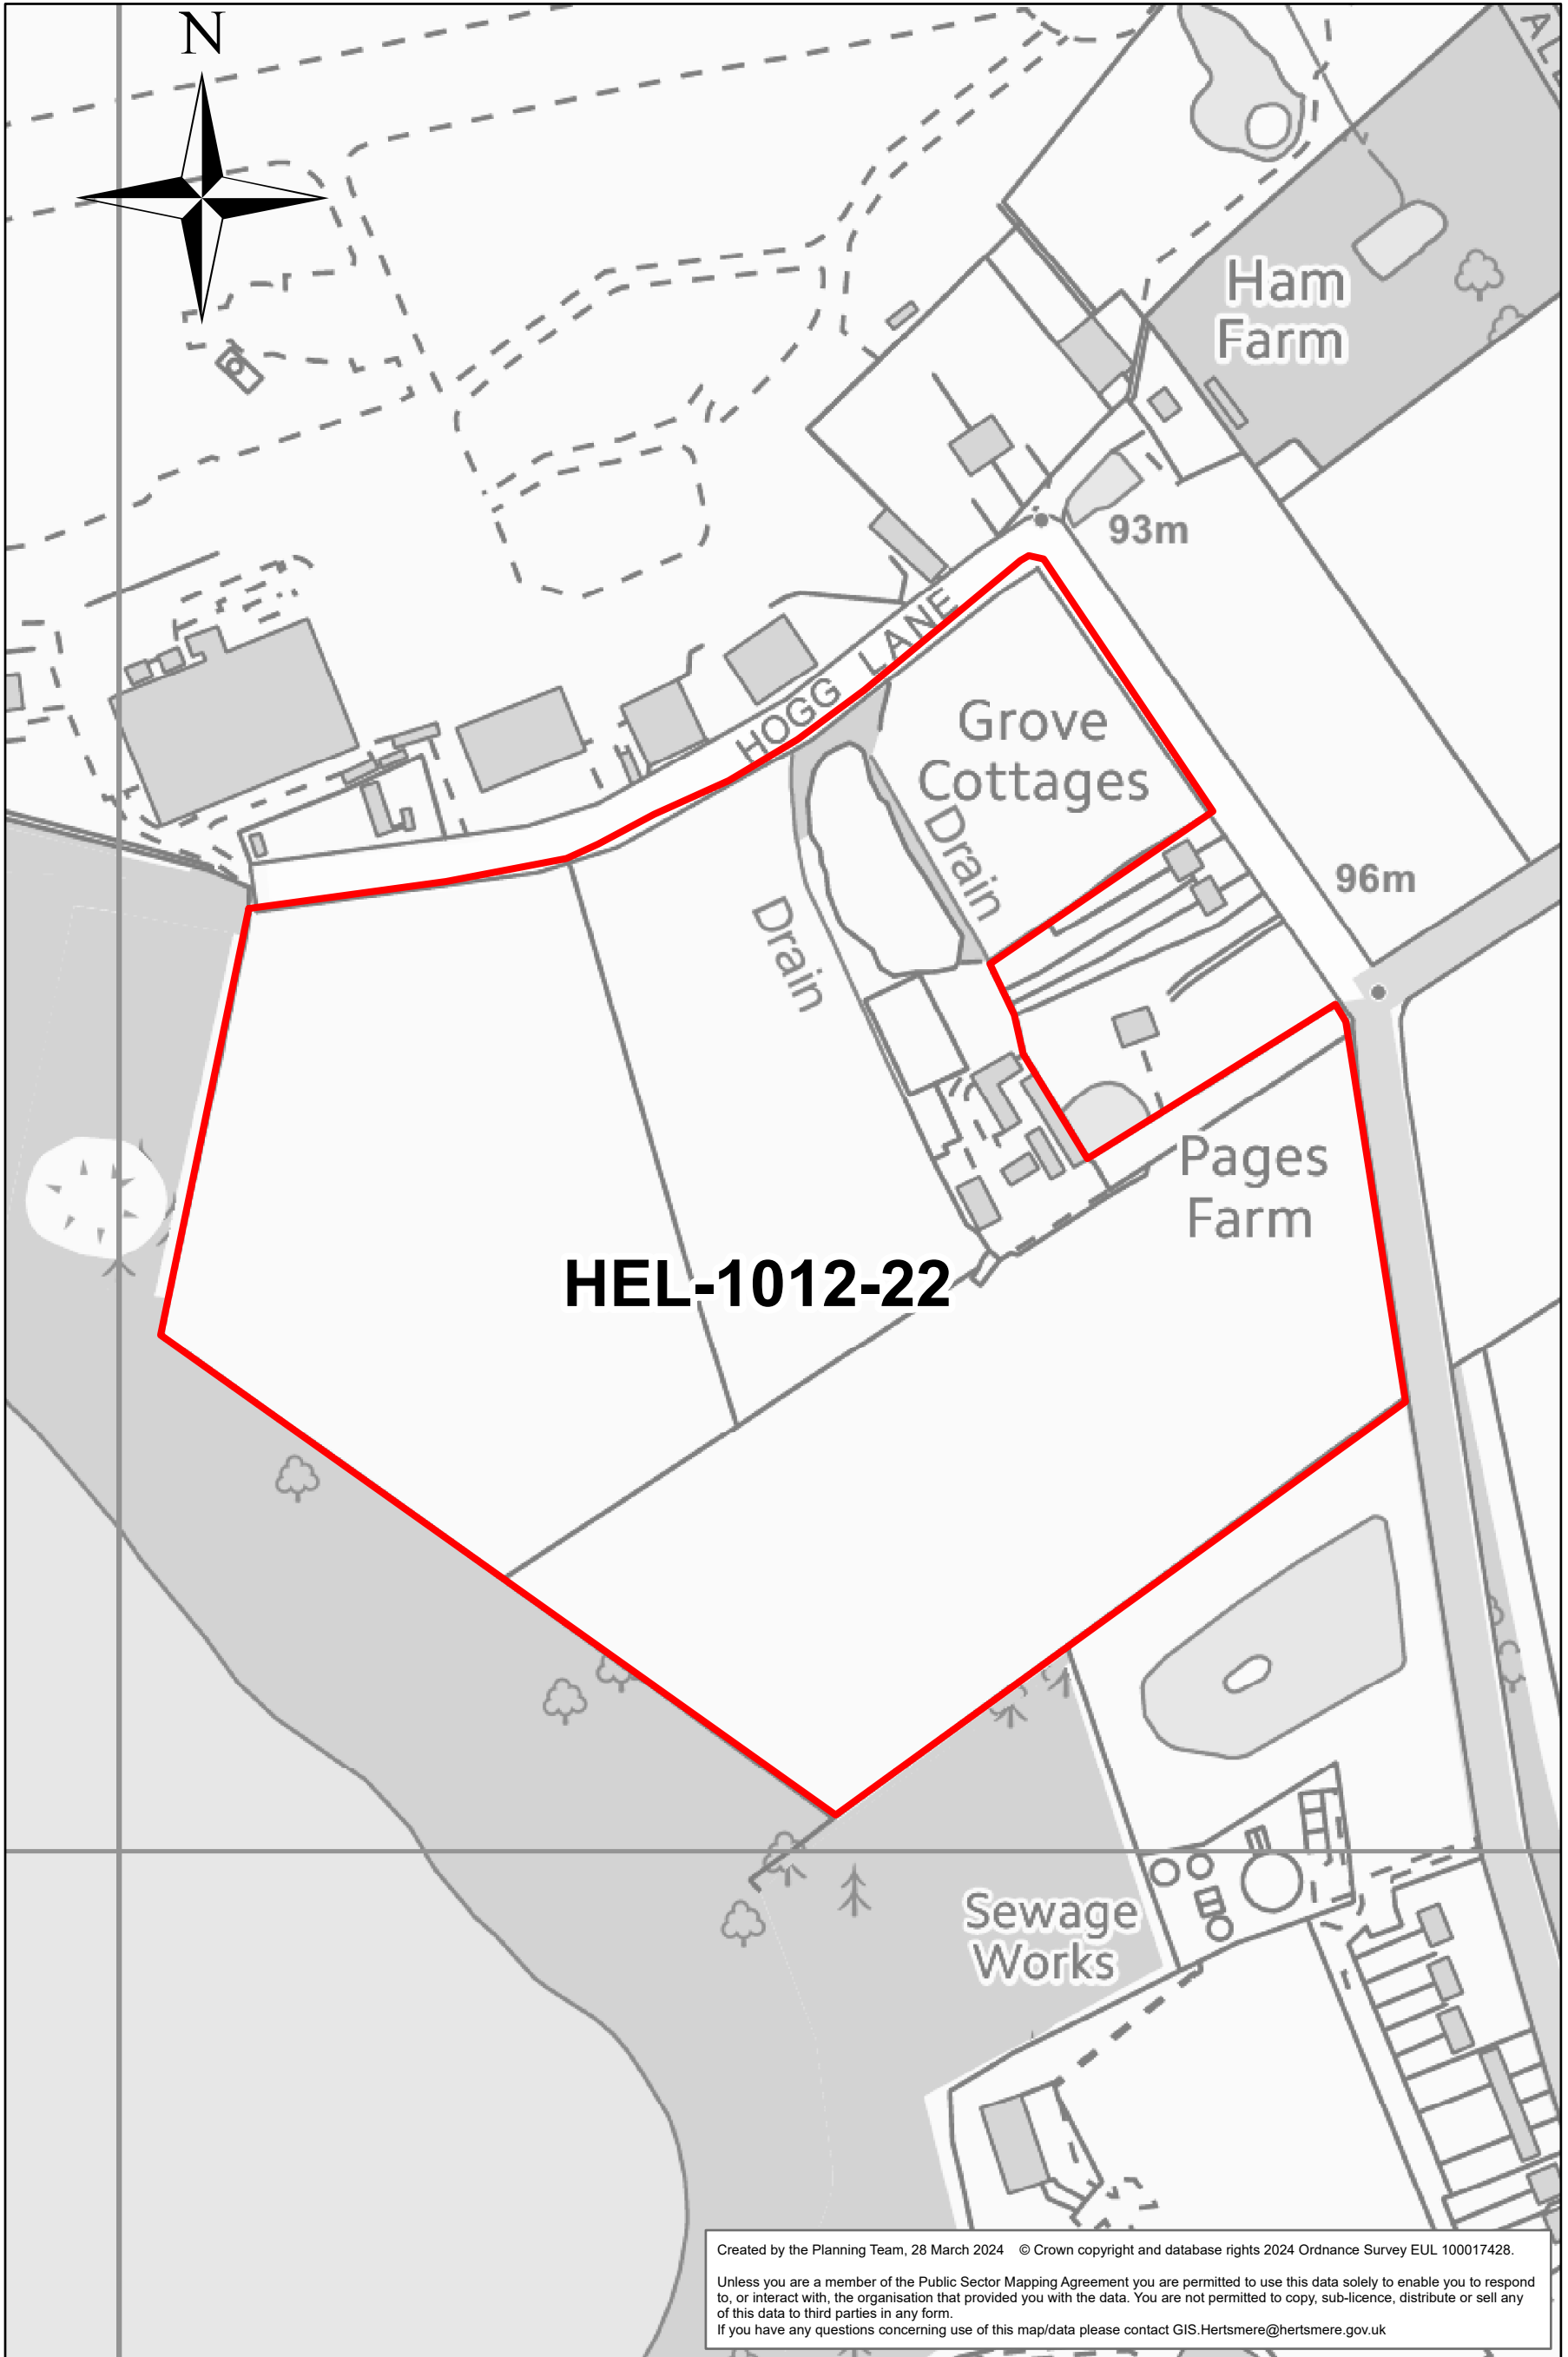 N
Ham
Farm
93m
HOGG LANE
Grove
Cottages
Drain
Drain
96m
Pages
Farm
HEL-1012-22
Sewage
Works
Created by the Planning Team, 28 March 2024 © Crown copyright and database rights 2024 Ordnance Survey EUL 100017428.
Unless you are a member of the Public Sector Mapping Agreement you are permitted to use this data solely to enable you to respond
to, or interact with, the organisation that provided you with the data. You are not permitted to copy, sub-licence, distribute or sell any
of this data to third parties in any form.
If you have any questions concerning use of this map/data please contact GIS.Hertsmere@hertsmere.gov.uk